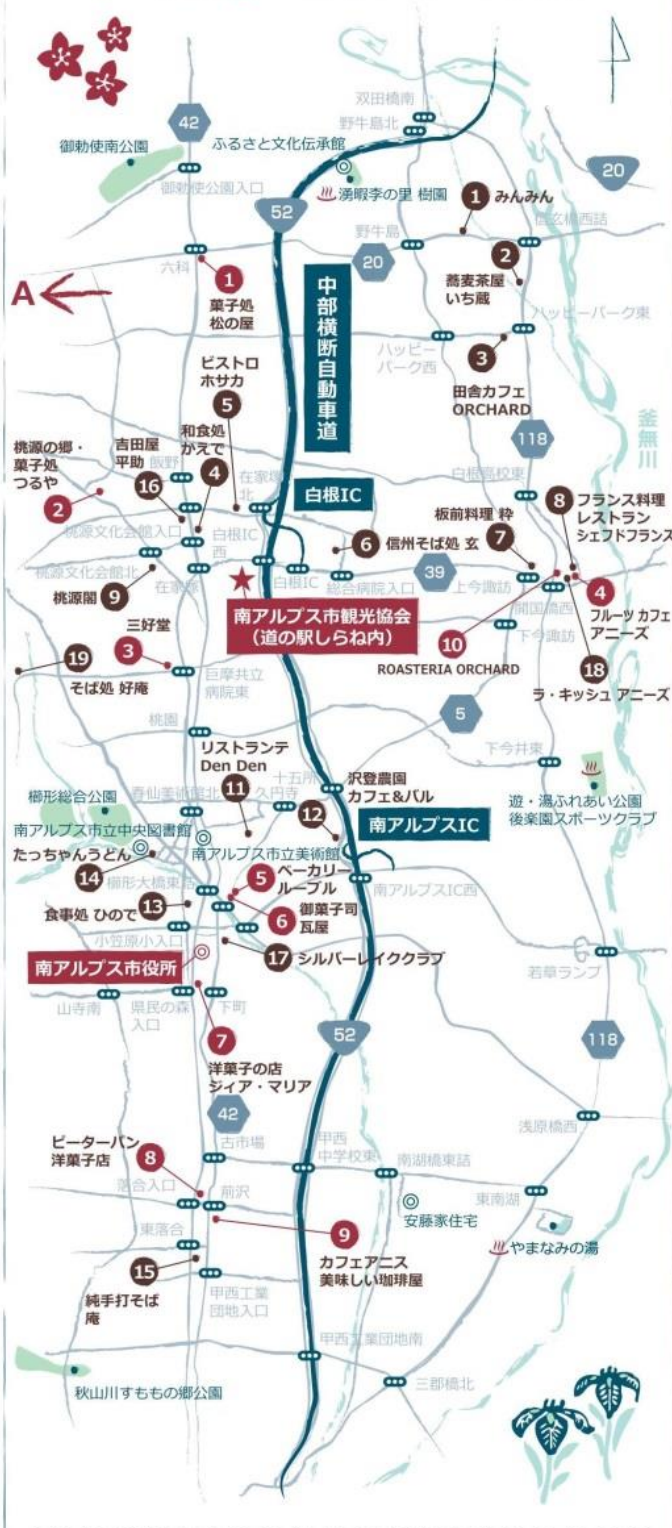 双田橋南
42
野牛島北
ふるさと文化伝承館
御勅使南公園
20
御勅使公園入口
湧暇李の里 樹園
1 みんみん
52
信玄橋西詰
野牛島
六科
20
2
1
A
菓子処
松の屋
中部横断自動車道
蕎麦茶屋
いち蔵
ハッピーパーク東
ハッピー
パーク西
3
ビストロ
ホサカ
田舎カフェ
ORCHARD
釜無川
5
和食処
かえで
118
桃源の郷・
菓子処
つるや
吉田屋
平助
飯野
4
在家塚
北
白根高校東
白根IC
16
8 フランス料理
レストラン
シェフドフランス
2
板前料理 粋
桃源文化会館入口
白根IC
西
6 信州そば処 玄
7
桃源文化会館北
在家塚
白根IC
総合病院入口
39
上今諏訪
9
桃源閣
開国橋西
4
フルーツ カフェ
アニーズ
南アルプス市観光協会
(道の駅しらね内)
三好堂
下今諏訪
10
3
ROASTERIA ORCHARD
18
19
巨摩共立
病院東
そば処 好庵
ラ・キッシュ アニーズ
5
桃園
リストランテ
Den Den
下今井東
十五所
沢登農園
カフェ&バル
春仙美術館北
久円寺
櫛形総合公園
11
12
遊・湯ふれあい公園
後楽園スポーツクラブ
南アルプスIC
南アルプス市立中央図書館
南アルプス市立美術館
たっちゃんうどん
14
5 ベーカリー
ルーブル
櫛形大橋東詰
南アルプスIC西
食事処 ひので
13
6 御菓子司
瓦屋
小笠原小入口
17 シルバーレイククラブ
若草ランプ
南アルプス市役所
山寺南
県民の森
入口
下町
52
118
7
洋菓子の店
ジィア・マリア
42
浅原橋西
ピーターパン
洋菓子店
古市場
甲西
中学校東
南湖橋東詰
8
落合入口
前沢
東南湖
安藤家住宅
東落合
9
やまなみの湯
カフェアニス
美味しい珈琲屋
15
純手打そば
庵
甲西工業
団地入口
甲西工業団地南
三郡橋北
秋山川すももの郷公園